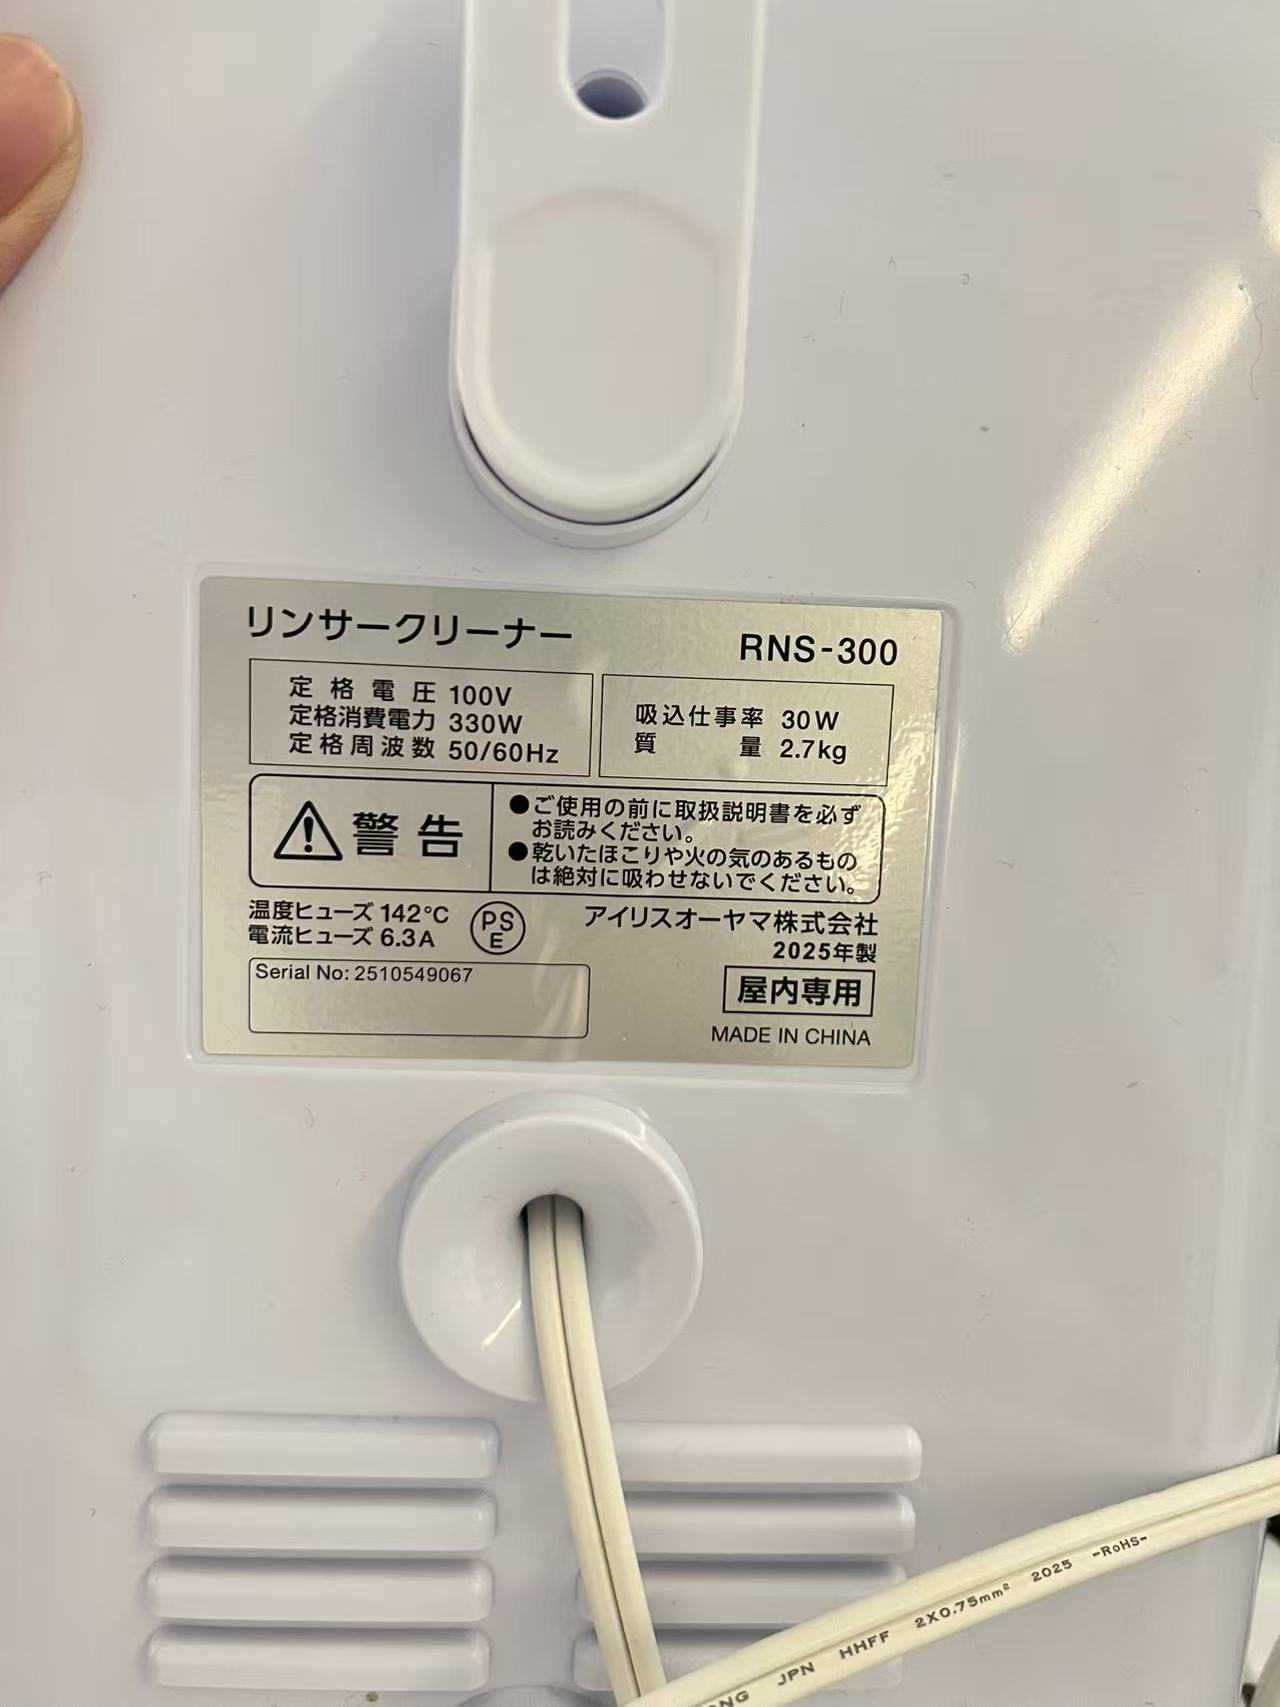 リンサークリーナー
RNS-300
定格電圧 100V
定格消費電力 330W
定格周波数 50/60Hz
吸込仕事率 30W
質量 2.7kg
警告
●ご使用の前に取扱説明書を必ず
お読みください。
●乾いたほこりや火の気のあるもの
は絶対に吸わせないでください。
温度ヒューズ 142℃
電流ヒューズ 6.3A
PS
E
アイリスオーヤマ株式会社
2025年製
Serial No: 2510549067
屋内専用
MADE IN CHINA
JPN HHFF 2X0.75mm² 2025 -RoHS-